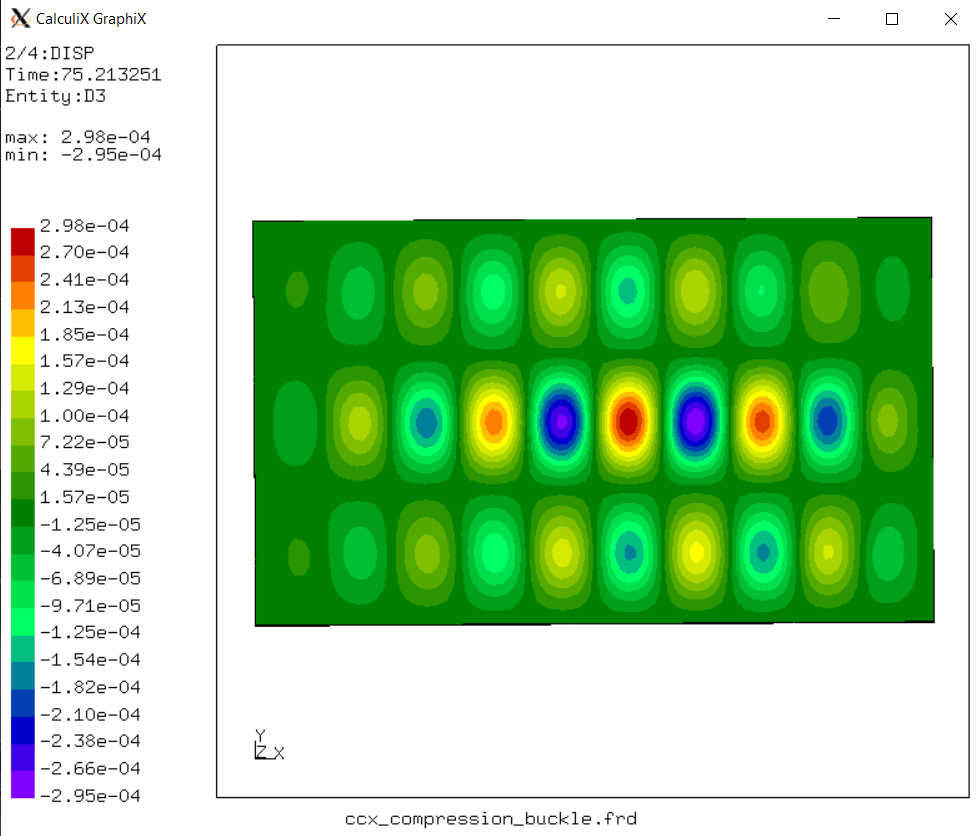 CalculiX GraphiX
2/4:DISP
Time:75.213251
Entity:D3
max: 2.98e-04
min: -2.95e-04
2.98e-04
2.70e-04
2.41e-04
2.13e-04
1.85e-04
1.57e-04
1.29e-04
1.00e-04
7.22e-05
4.39e-05
1.57e-05
-1.25e-05
-4.07e-05
-6.89e-05
-9.71e-05
-1.25e-04
-1.54e-04
-1.82e-04
-2.10e-04
-2.38e-04
-2.66e-04
-2.95e-04
Y
Z X
ccx_compression_buckle.frd